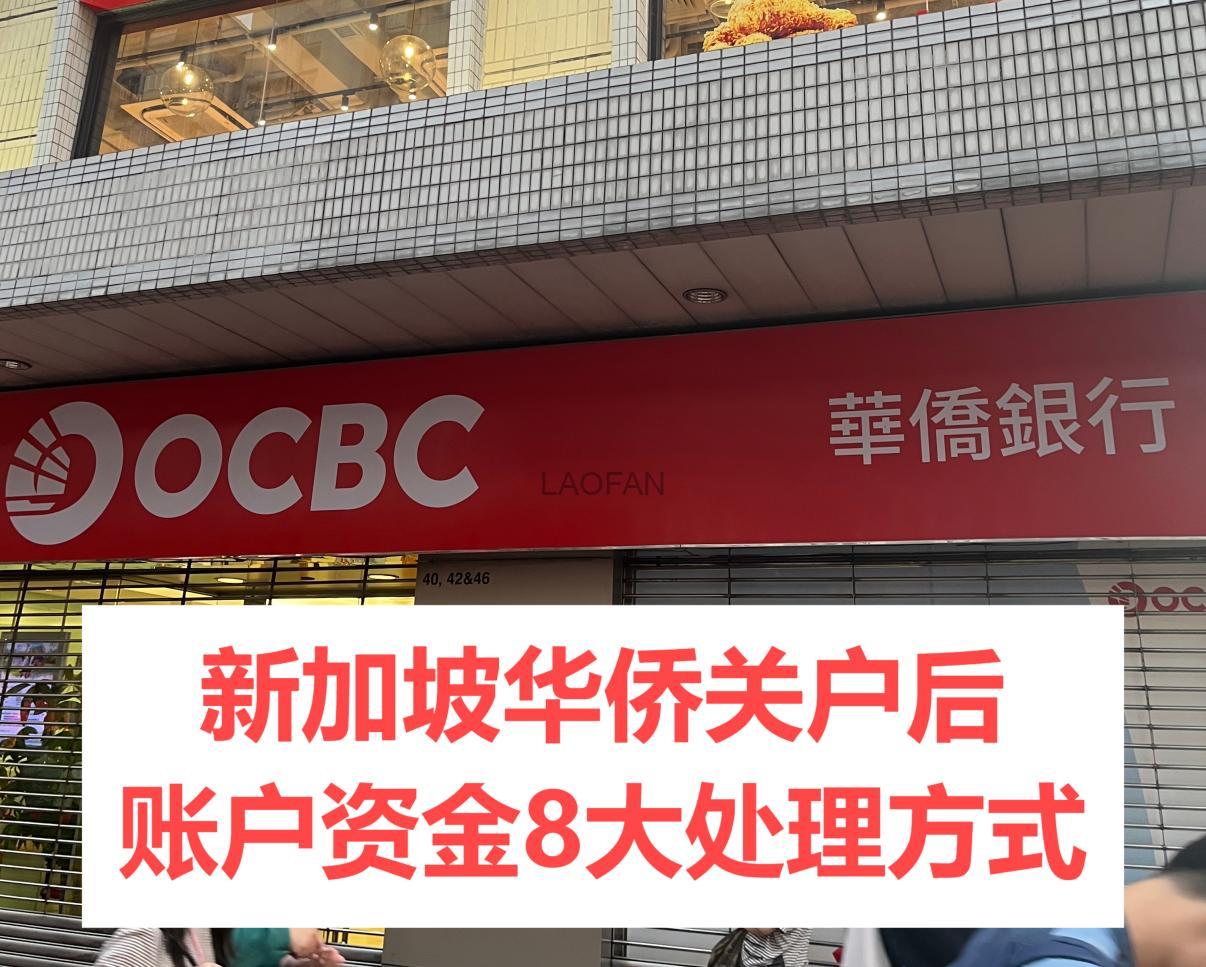 OCBC
華僑銀行
LAOFAN
40, 42&46
OC
新加坡华侨关户后
账户资金8大处理方式